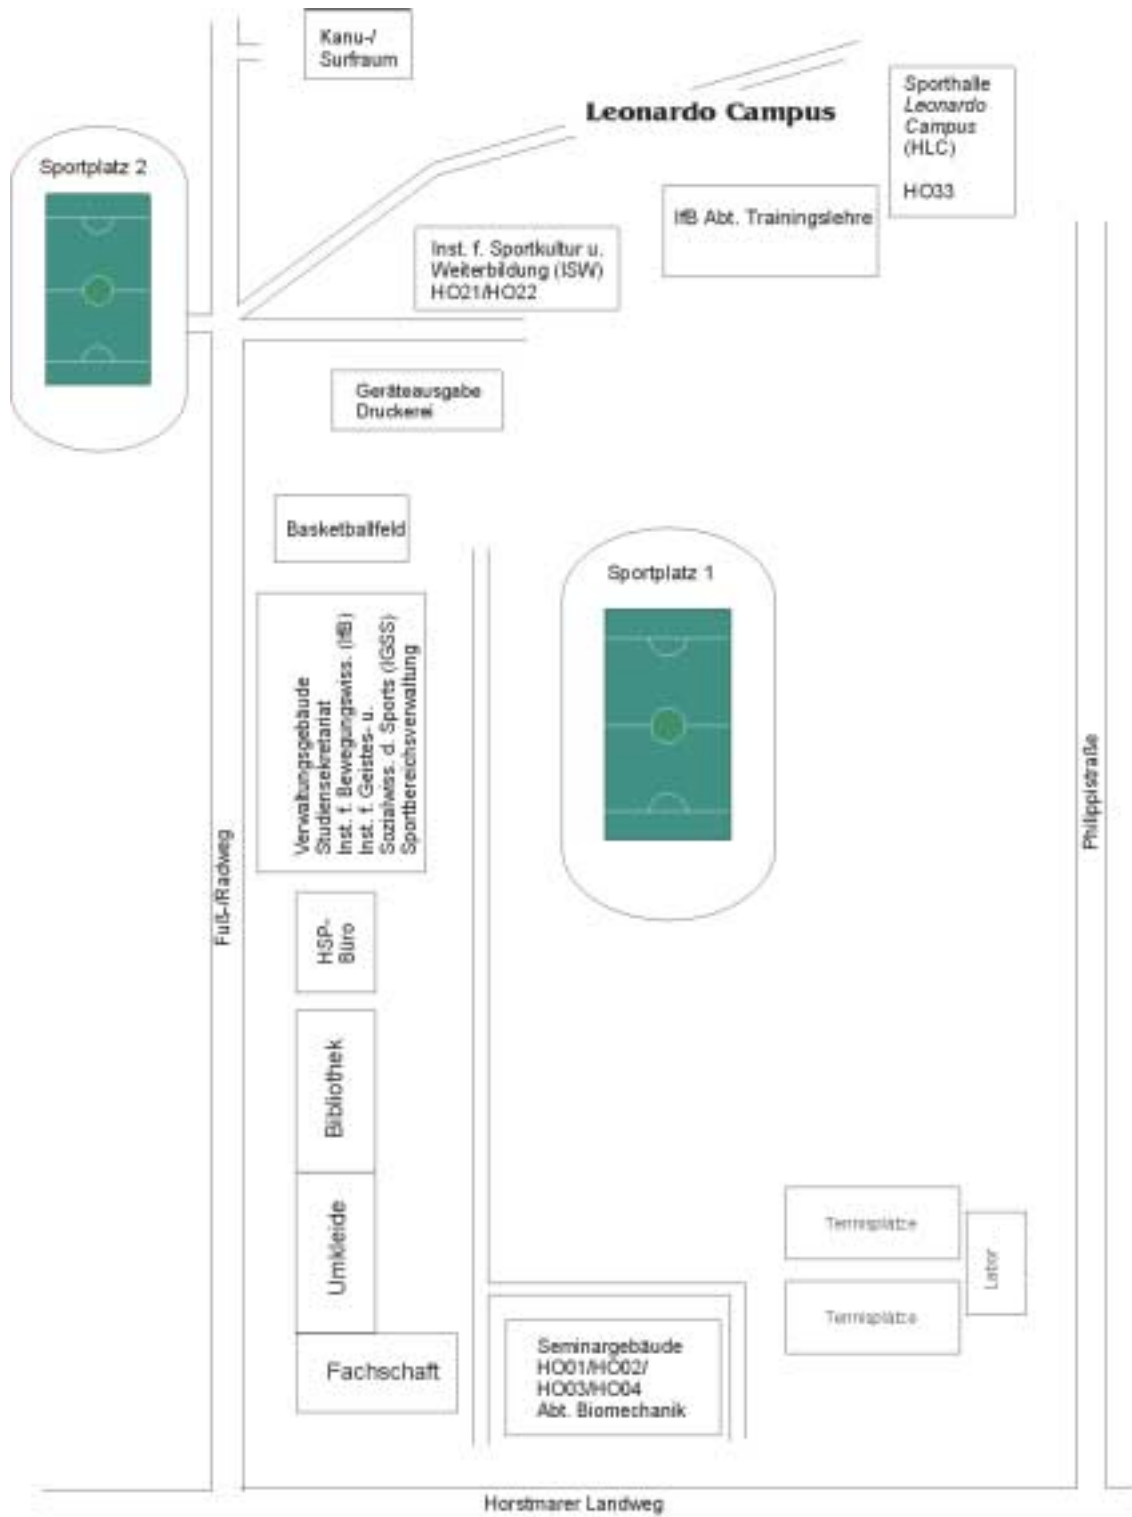 Kanu-/
Surfraum
Leonardo Campus
Sporthalle
Leonardo
Campus
(HLC)
HO33
Sportplatz 2
IfB Abt. Trainingslehre
Inst. f. Sportkultur u.
Weiterbildung (ISW)
HO21/HO22
Geräteausgabe
Druckerei
Basketballfeld
Sportplatz 1
Verwaltungsgebäude
Studiensekretariat
Inst. f. Bewegungswiss. (IfB)
Inst. f. Geistes- u.
Sozialwiss. d. Sports (IGSS)
Sportbereichsverwaltung
Philippistraße
Fuß-/Radweg
HSP-
Büro
Bibliothek
Umkleide
Tennisplätze
Labor
Tennisplätze
Fachschaft
Seminargebäude
HO01/HO02/
HO03/HO04
Abt. Biomechanik
Horstmarer Landweg